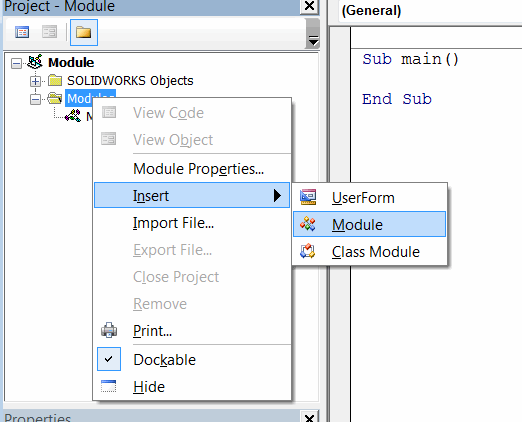 Project - Module
(General)
Module
SOLIDWORKS Objects
Modules
M
Sub main()
End Sub
View Code
View Object
Module Properties...
Insert
Import File...
Export File...
Close Project
Remove
Print...
Dockable
Hide
UserForm
Module
Class Module
Properties